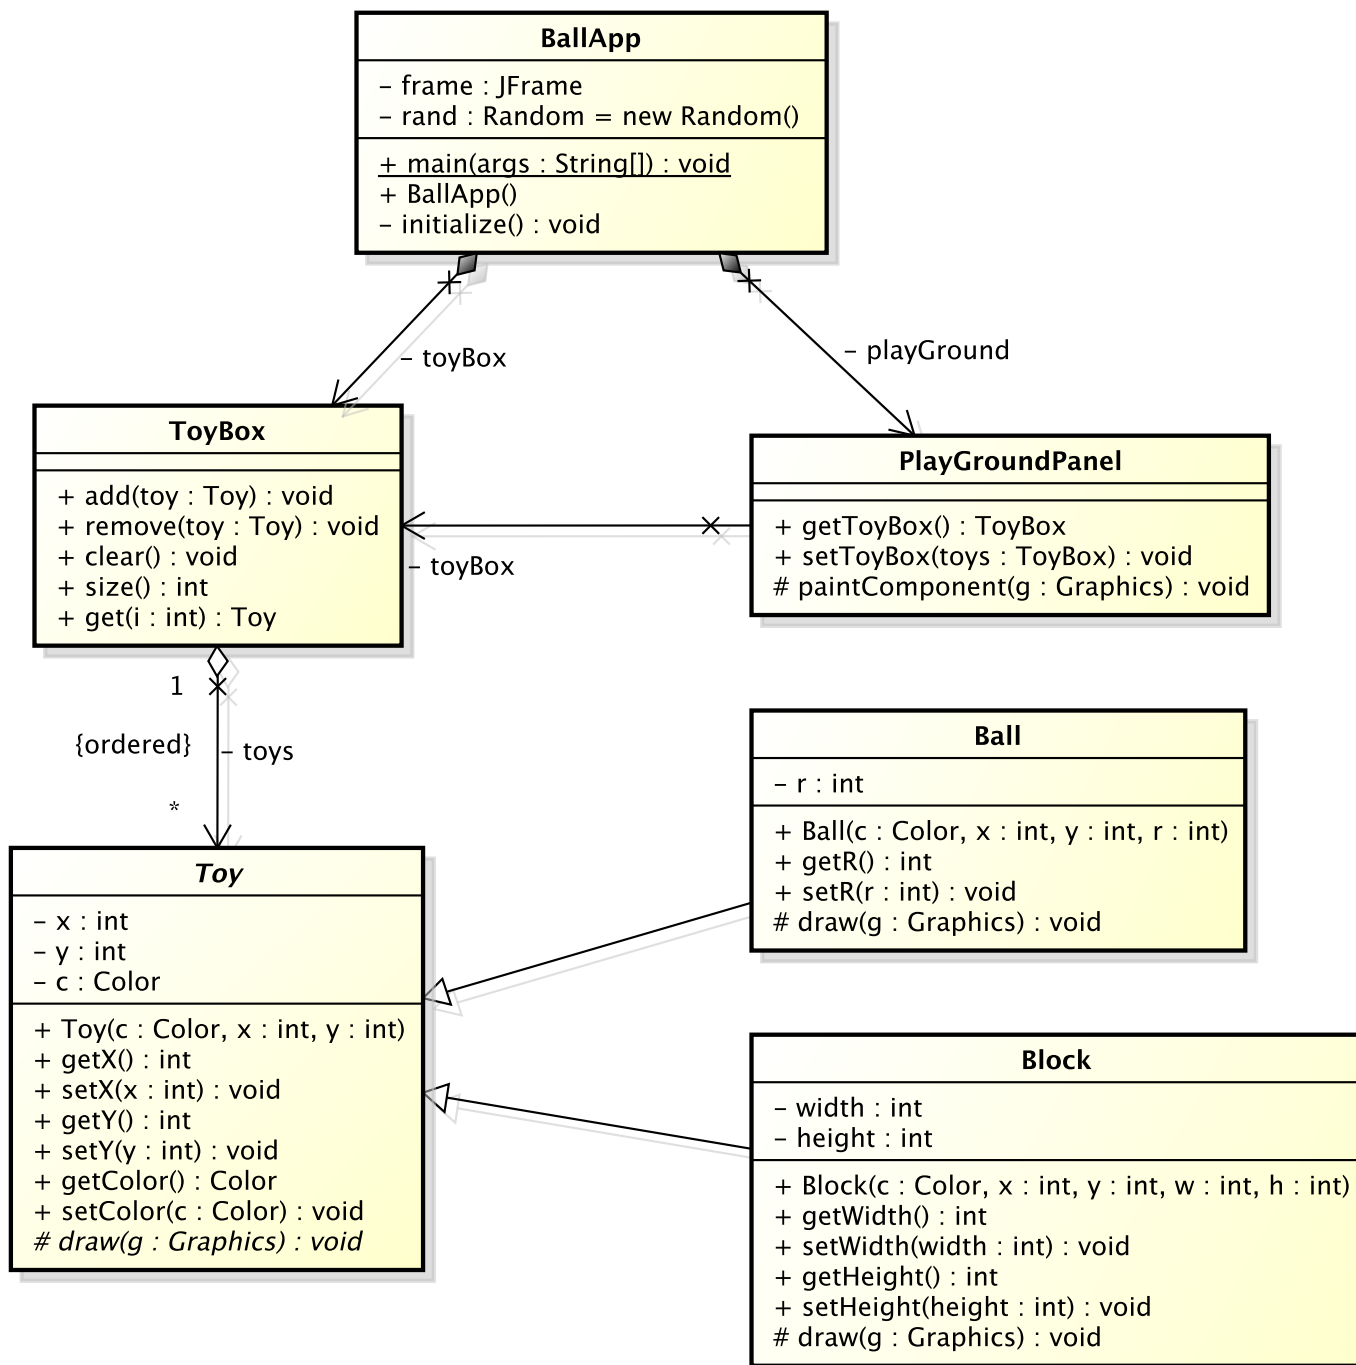 BallApp
– frame : JFrame
– rand : Random = new Random()
+ main(args : String[]) : void
+ BallApp()
– initialize() : void
– toyBox
– playGround
ToyBox
+ add(toy : Toy) : void
+ remove(toy : Toy) : void
+ clear() : void
+ size() : int
+ get(i : int) : Toy
PlayGroundPanel
+ getToyBox() : ToyBox
+ setToyBox(toys : ToyBox) : void
# paintComponent(g : Graphics) : void
– toyBox
1
{ordered}
– toys
*
Ball
– r : int
+ Ball(c : Color, x : int, y : int, r : int)
+ getR() : int
+ setR(r : int) : void
# draw(g : Graphics) : void
Toy
– x : int
– y : int
– c : Color
+ Toy(c : Color, x : int, y : int)
+ getX() : int
+ setX(x : int) : void
+ getY() : int
+ setY(y : int) : void
+ getColor() : Color
+ setColor(c : Color) : void
# draw(g : Graphics) : void
Block
– width : int
– height : int
+ Block(c : Color, x : int, y : int, w : int, h : int)
+ getWidth() : int
+ setWidth(width : int) : void
+ getHeight() : int
+ setHeight(height : int) : void
# draw(g : Graphics) : void